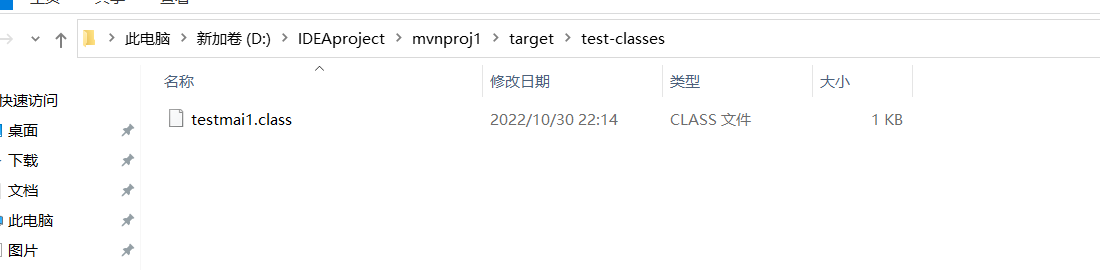 此电脑 新加卷 (D:) IDEAproject mvnproj1 target test-classes
名称 修改日期 类型 大小
快速访问
testmai1.class 2022/10/30 22:14 CLASS 文件 1 KB
桌面
下载
文档
此电脑
图片